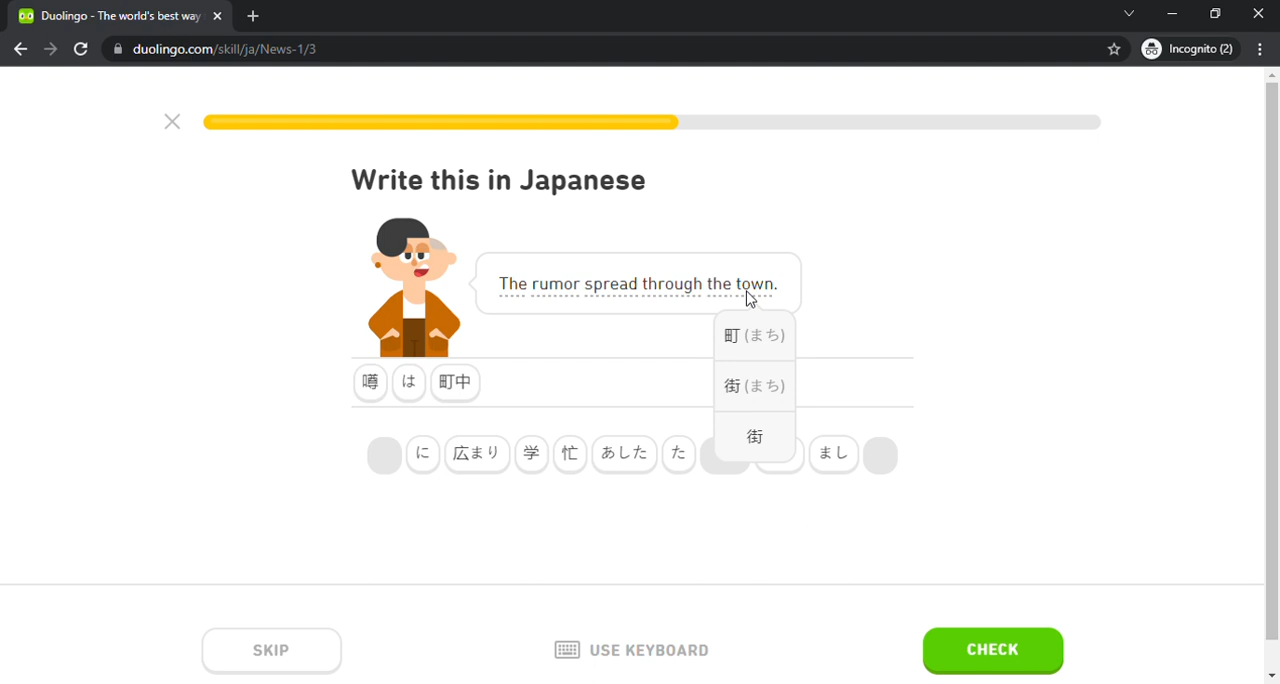 Duolingo - The world's best way
duolingo.com/skill/ja/News-1/3
Incognito (2)
Write this in Japanese
The rumor spread through the town.
町 (まち)
街 (まち)
街
噂 は 町中
に 広まり 学 忙 あした た まし
SKIP
USE KEYBOARD
CHECK